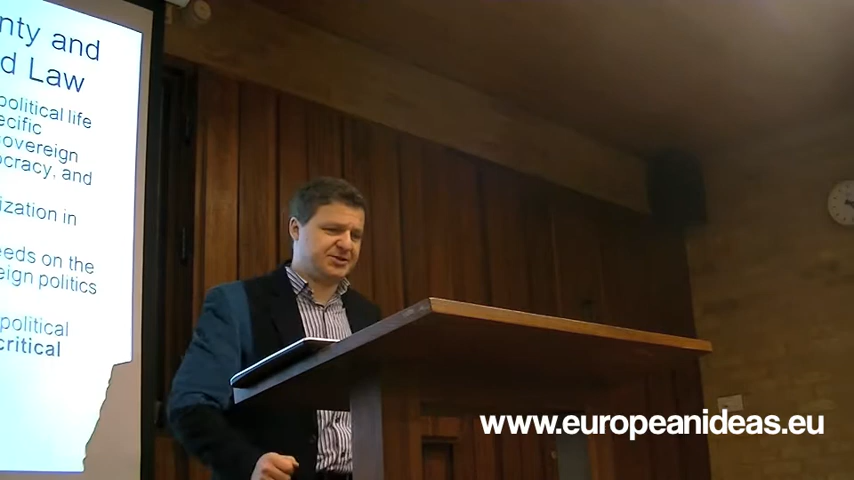 nty and
d Law
political life
ecific
overeign
ocracy, and
ization in
eeds on the
eign politics
political
critical
www.europeanideas.eu